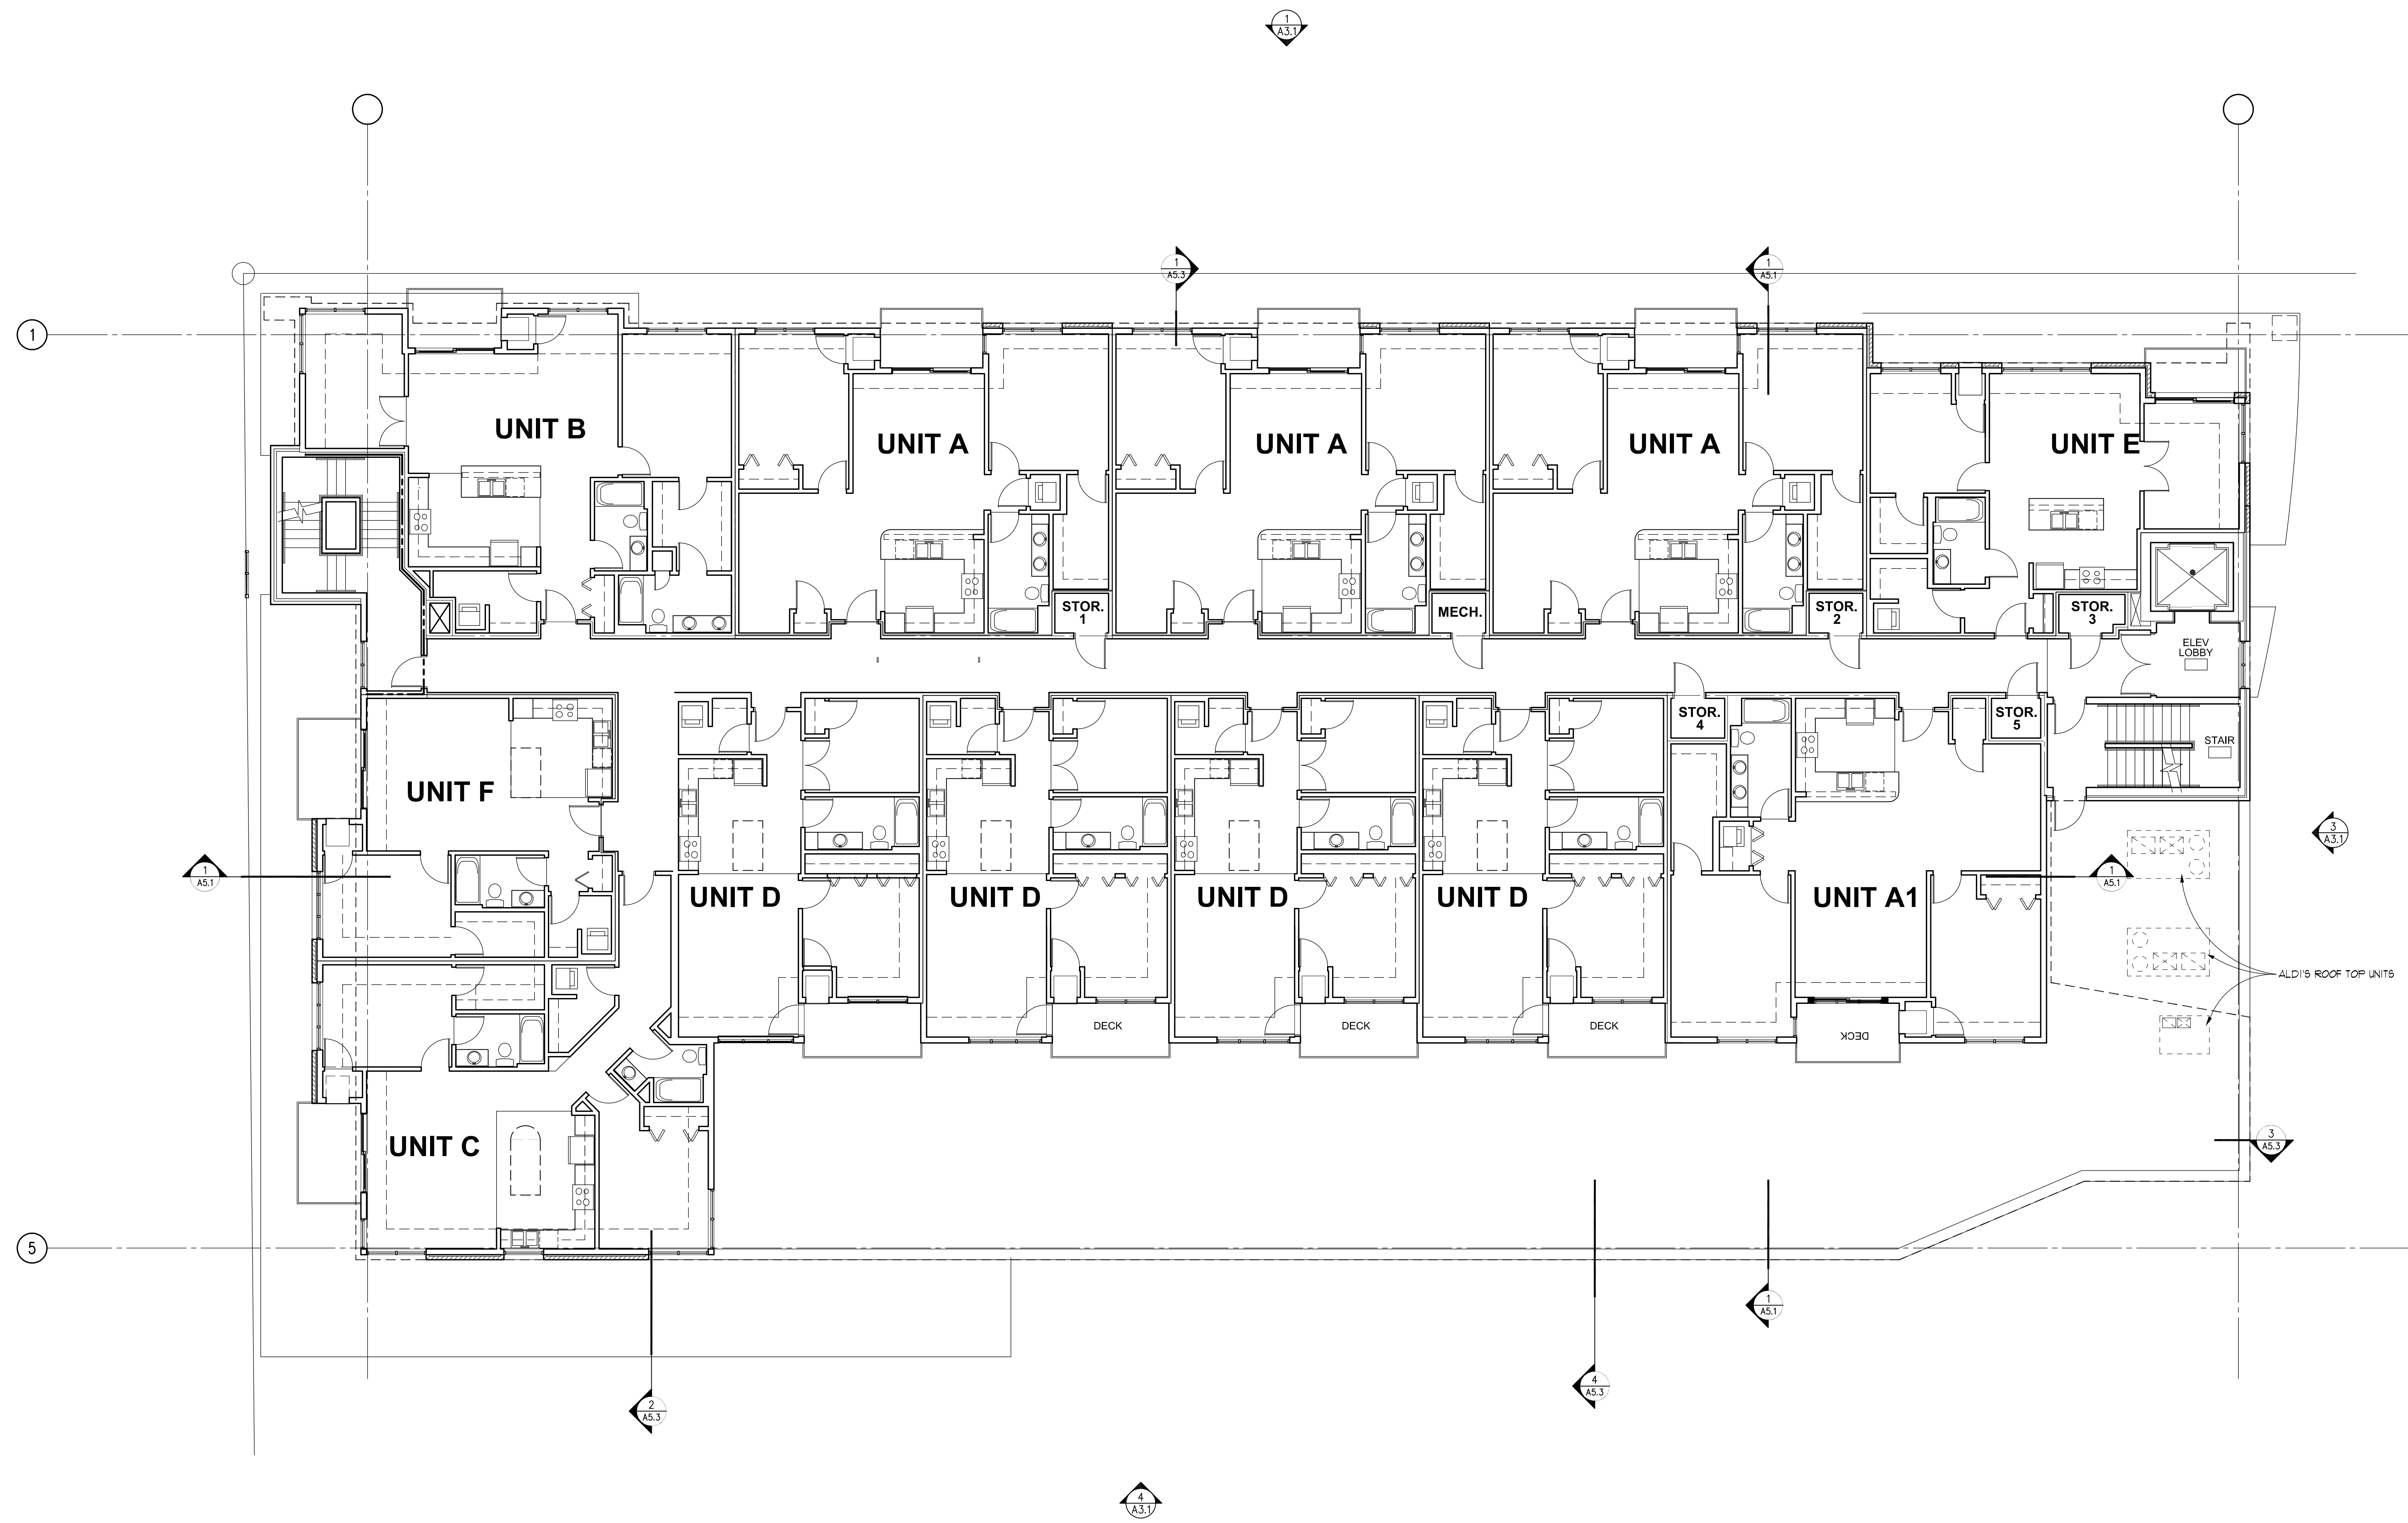 1
A3.1
1
A5.3
1
A5.1
1
UNIT B
UNIT A
UNIT A
UNIT A
UNIT E
STOR.
1
MECH.
STOR.
2
STOR.
3
ELEV
LOBBY
STOR.
4
STOR.
5
STAIR
UNIT F
3
A3.1
1
A5.1
1
A5.1
UNIT D
UNIT D
UNIT D
UNIT D
UNIT A1
ALDI'S ROOF TOP UNITS
DECK
DECK
DECK
DECK
UNIT C
3
A5.3
5
1
A5.1
4
A5.3
2
A5.3
4
A3.1